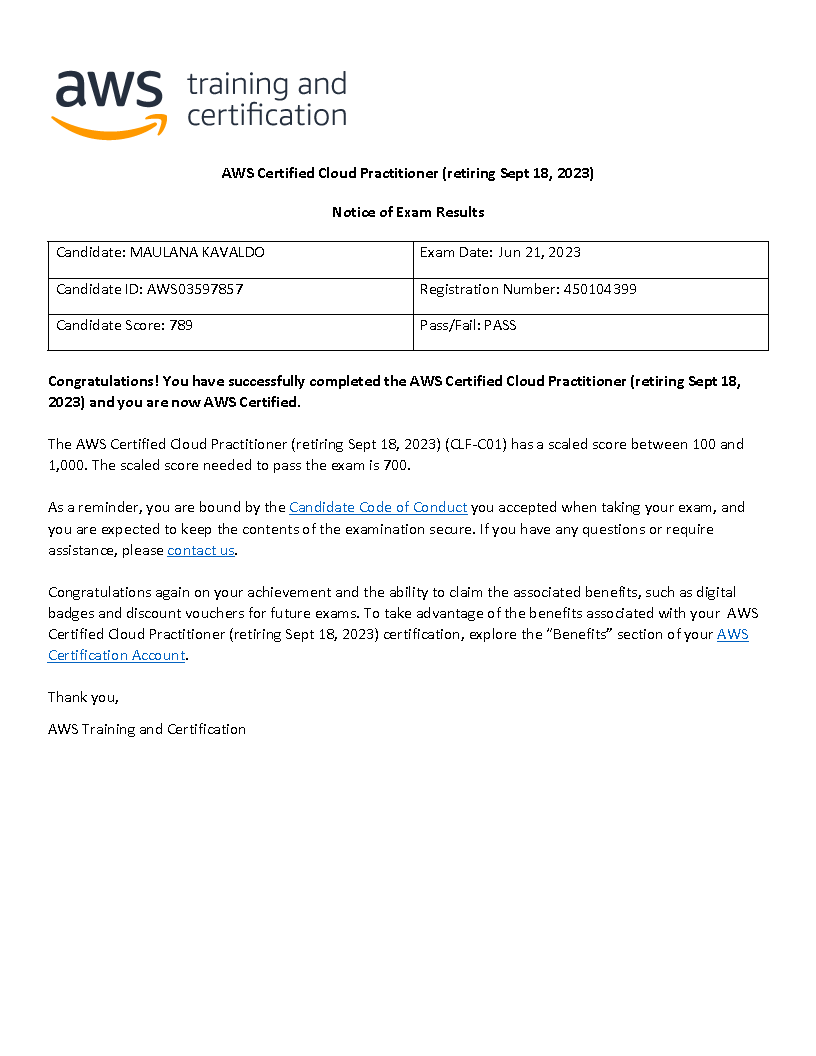 aws training and
certification
AWS Certified Cloud Practitioner (retiring Sept 18, 2023)
Notice of Exam Results
Candidate: MAULANA KAVALDO
Exam Date: Jun 21, 2023
Candidate ID: AWS03597857
Registration Number: 450104399
Candidate Score: 789
Pass/Fail: PASS
Congratulations! You have successfully completed the AWS Certified Cloud Practitioner (retiring Sept 18,
2023) and you are now AWS Certified.
The AWS Certified Cloud Practitioner (retiring Sept 18, 2023) (CLF-C01) has a scaled score between 100 and
1,000. The scaled score needed to pass the exam is 700.
As a reminder, you are bound by the Candidate Code of Conduct you accepted when taking your exam, and
you are expected to keep the contents of the examination secure. If you have any questions or require
assistance, please contact us.
Congratulations again on your achievement and the ability to claim the associated benefits, such as digital
badges and discount vouchers for future exams. To take advantage of the benefits associated with your  AWS
Certified Cloud Practitioner (retiring Sept 18, 2023) certification, explore the “Benefits” section of your AWS
Certification Account.
Thank you,
AWS Training and Certification